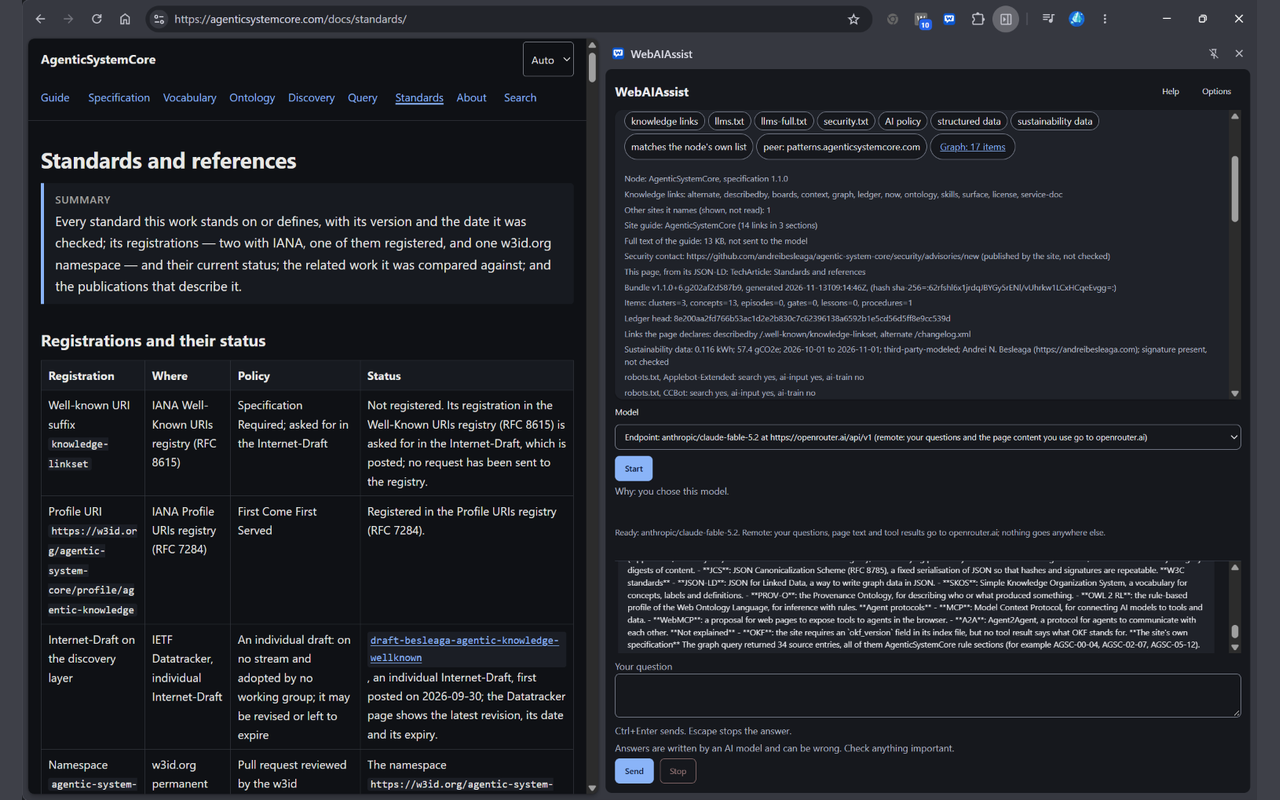 https://agenticsystemcore.com/docs/standards/
10
AgenticSystemCore
Auto
Guide Specification Vocabulary Ontology Discovery Query Standards About Search
Standards and references
SUMMARY
Every standard this work stands on or defines, with its version and the date it was
checked; its registrations — two with IANA, one of them registered, and one w3id.org
namespace — and their current status; the related work it was compared against; and
the publications that describe it.
Registrations and their status
Registration Where Policy Status
Well-known URI
suffix
knowledge-
linkset
IANA Well-
Known URIs
registry (RFC
8615)
Specification
Required; asked for in
the Internet-Draft
Not registered. Its registration in the
Well-Known URIs registry (RFC 8615) is
asked for in the Internet-Draft, which is
posted; no request has been sent to
the registry.
Profile URI
https://w3id.or
g/agentic-
system-
core/profile/ag
entic-knowledge
IANA Profile
URIs registry
(RFC 7284)
First Come First
Served
Registered in the Profile URIs registry
(RFC 7284).
Internet-Draft on
the discovery
layer
IETF
Datatracker,
individual
Internet-Draft
An individual draft: on
no stream and
adopted by no
working group; it may
be revised or left to
expire
draft-besleaga-agentic-knowledge-
wellknown
, an individual Internet-Draft, first
posted on 2026-09-30; the Datatracker
page shows the latest revision, its date
and its expiry.
Namespace
agentic-system-
w3id.org
permanent
Pull request reviewed
by the w3id
The namespace
https://w3id.org/agentic-system-
WebAIAssist
WebAIAssist
Help Options
knowledge links llms.txt llms-full.txt security.txt AI policy structured data sustainability data
matches the node's own list peer: patterns.agenticsystemcore.com Graph: 17 items
Node: AgenticSystemCore, specification 1.1.0
Knowledge links: alternate, describedby, boards, context, graph, ledger, now, ontology, skills, surface, license, service-doc
Other sites it names (shown, not read): 1
Site guide: AgenticSystemCore (14 links in 3 sections)
Full text of the guide: 13 KB, not sent to the model
Security contact: https://github.com/andreibesleaga/agentic-system-core/security/advisories/new (published by the site, not checked)
This page, from its JSON-LD: TechArticle: Standards and references
Bundle v1.1.0+6.g202af2d587b9, generated 2026-11-13T09:14:46Z, (hash sha-256=:62rfshl6x1jrdqJBYGy5rENl/vUhrkw1LCxHCqeEvgg=:)
Items: clusters=3, concepts=13, episodes=0, gates=0, lessons=0, procedures=1
Ledger head: 8e200aa2fd766b53ac1d2e2b830c7c62396138a6592b1e5cd56d5ff8e9cc539d
Links the page declares: describedby /.well-known/knowledge-linkset, alternate /changelog.xml
Sustainability data: 0.116 kWh; 57.4 gCO2e; 2026-10-01 to 2026-11-01; third-party-modeled; Andrei N. Besleaga (https://andreibesleaga.com); signature present,
not checked
robots.txt, Applebot-Extended: search yes, ai-input yes, ai-train no
robots.txt, CCBot: search yes, ai-input yes, ai-train no
Model
Endpoint: anthropic/claude-fable-5.2 at https://openrouter.ai/api/v1 (remote: your questions and the page content you use go to openrouter.ai)
Start
Why: you chose this model.
Ready: anthropic/claude-fable-5.2. Remote: your questions, page text and tool results go to openrouter.ai; nothing goes anywhere else.
digests of content. - **JCS**: JSON Canonicalization Scheme (RFC 8785), a fixed serialisation of JSON so that hashes and signatures are repeatable. **W3C
standards** - **JSON-LD**: JSON for Linked Data, a way to write graph data in JSON. - **SKOS**: Simple Knowledge Organization System, a vocabulary for
concepts, labels and definitions. - **PROV-O**: the Provenance Ontology, for describing who or what produced something. - **OWL 2 RL**: the rule-based
profile of the Web Ontology Language, for inference with rules. **Agent protocols** - **MCP**: Model Context Protocol, for connecting AI models to tools and
data. - **WebMCP**: a proposal for web pages to expose tools to agents in the browser. - **A2A**: Agent2Agent, a protocol for agents to communicate with
each other. **Not explained** - **OKF**: the site requires an `okf_version` field in its index file, but no tool result says what OKF stands for. **The site's own
specification** The graph query returned 34 source entries, all of them AgenticSystemCore rule sections (for example AGSC-00-04, AGSC-02-07, AGSC-05-12).
Your question
Ctrl+Enter sends. Escape stops the answer.
Answers are written by an AI model and can be wrong. Check anything important.
Send Stop